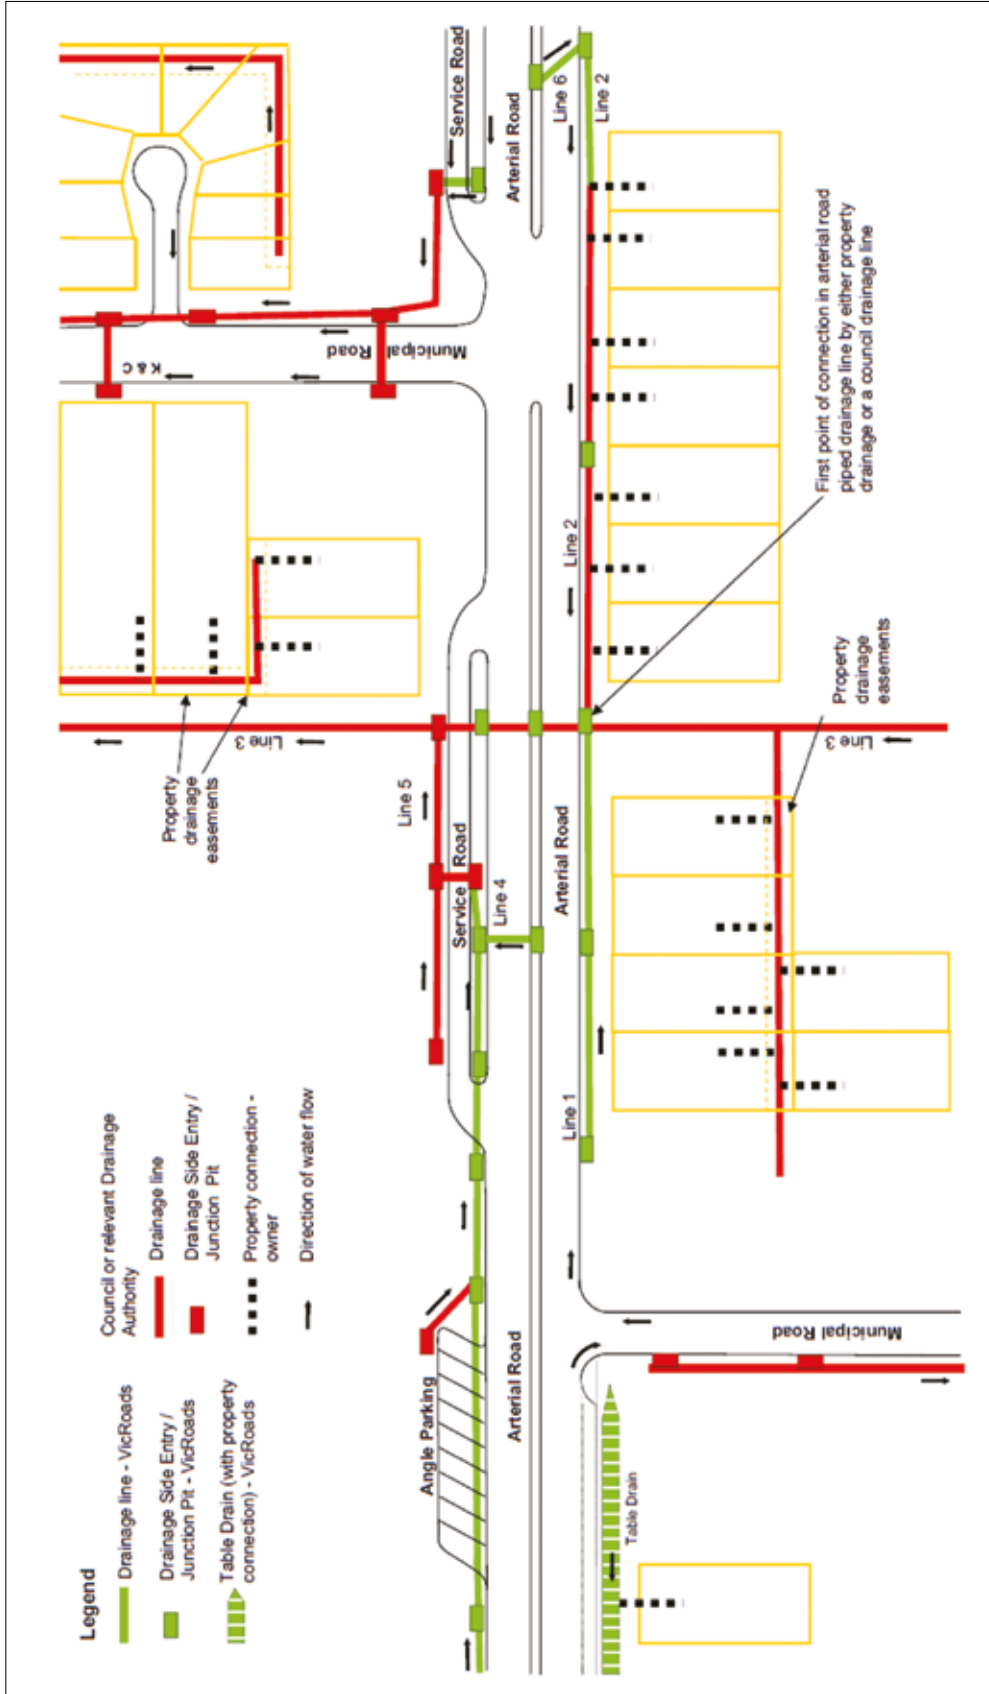 Legend
Drainage line - VicRoads
Drainage Side Entry /
Junction Pit - VicRoads
Table Drain (with property
connection) - VicRoads
Council or relevant Drainage
Authority
Drainage line
Drainage Side Entry /
Junction Pit
Property connection -
owner
Direction of water flow
Property
drainage
easements
Line 3
Line 5
K & C
Municipal
Road
Service Road
Arterial Road
Angle Parking
Arterial Road
Service Road
Line 4
Arterial Road
Line 1
Line 2
Line 6
Line 2
First point of connection in arterial road
piped drainage line by either property
drainage or a council drainage line
Table Drain
Municipal Road
Line 3
Property
drainage
easements